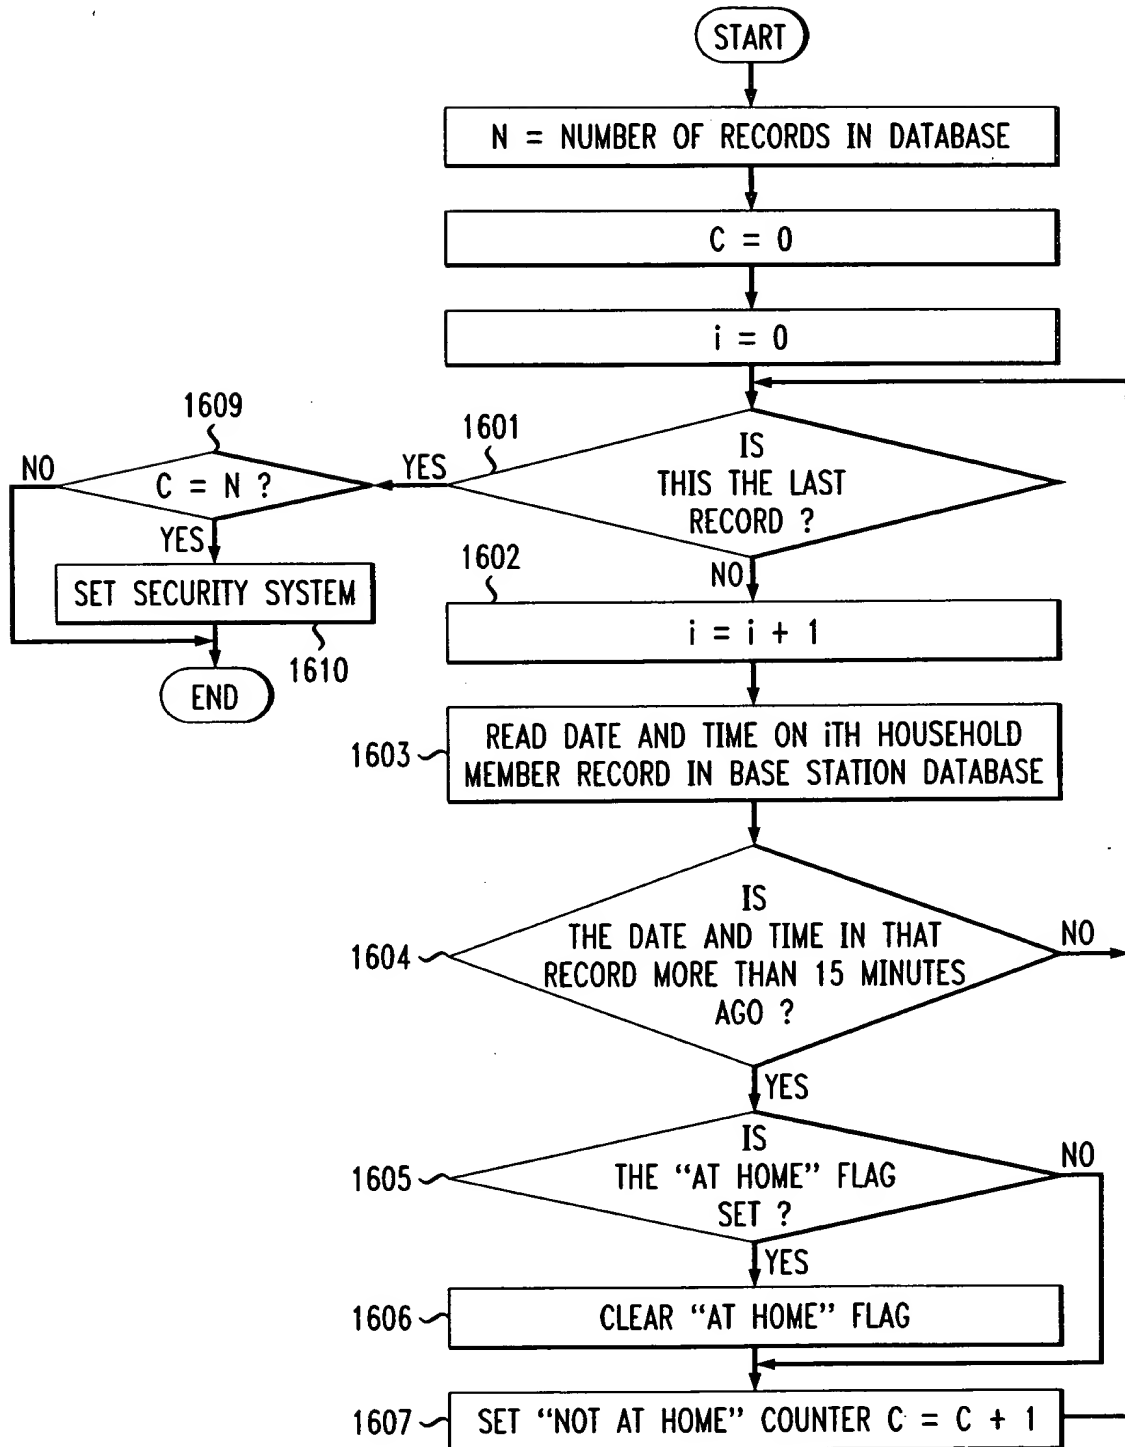 START
N = NUMBER OF RECORDS IN DATABASE
C = 0
i = 0
1609
1601
NO
C = N ?
YES
IS
THIS THE LAST
RECORD ?
YES
1602
NO
SET SECURITY SYSTEM
i = i + 1
1610
END
1603
READ DATE AND TIME ON iTH HOUSEHOLD
MEMBER RECORD IN BASE STATION DATABASE
1604
IS
THE DATE AND TIME IN THAT
RECORD MORE THAN 15 MINUTES
AGO ?
NO
YES
1605
IS
THE “AT HOME” FLAG
SET ?
NO
YES
1606
CLEAR “AT HOME” FLAG
1607
SET “NOT AT HOME” COUNTER C = C + 1